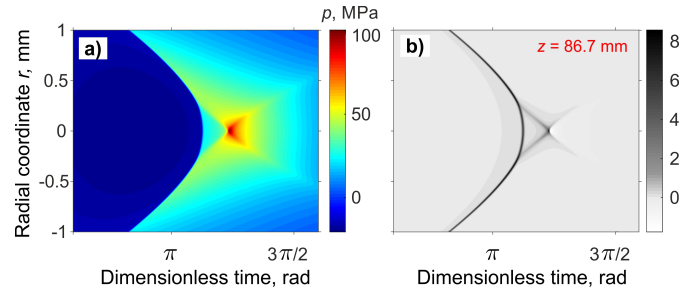 p, MPa
a)
b)
z = 86.7 mm
Radial coordinate r, mm
1
0.5
0
-0.5
-1
100
50
0
8
6
4
2
0
π
3π/2
π
3π/2
Dimensionless time, rad
Dimensionless time, rad